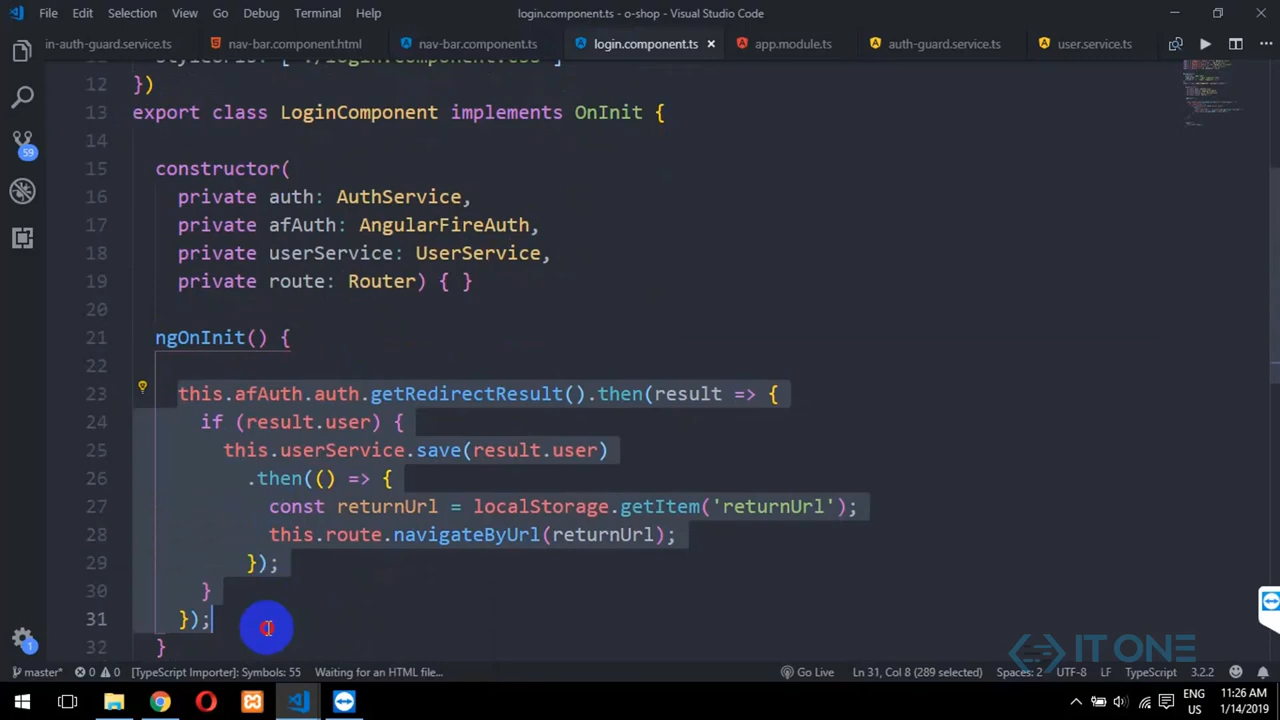 File Edit Selection View Go Debug Terminal Help login.component.ts - o-shop - Visual Studio Code
in-auth-guard.service.ts nav-bar.component.html nav-bar.component.ts login.component.ts app.module.ts auth-guard.service.ts user.service.ts
12 })
13 export class LoginComponent implements OnInit {
14
15 constructor(
16 private auth: AuthService,
17 private afAuth: AngularFireAuth,
18 private userService: UserService,
19 private route: Router) { }
20
21 ngOnInit() {
22
23 this.afAuth.auth.getRedirectResult().then(result => {
24 if (result.user) {
25 this.userService.save(result.user)
26 .then(() => {
27 const returnUrl = localStorage.getItem('returnUrl');
28 this.route.navigateByUrl(returnUrl);
29 });
30 }
31 });
32 }
59
1
IT ONE
master* 0 0 [TypeScript Importer]: Symbols: 55 Waiting for an HTML file... Go Live Ln 31, Col 8 (289 selected) Spaces: 2 UTF-8 LF TypeScript 3.2.2 1
ENG 11:26 AM
US 1/14/2019